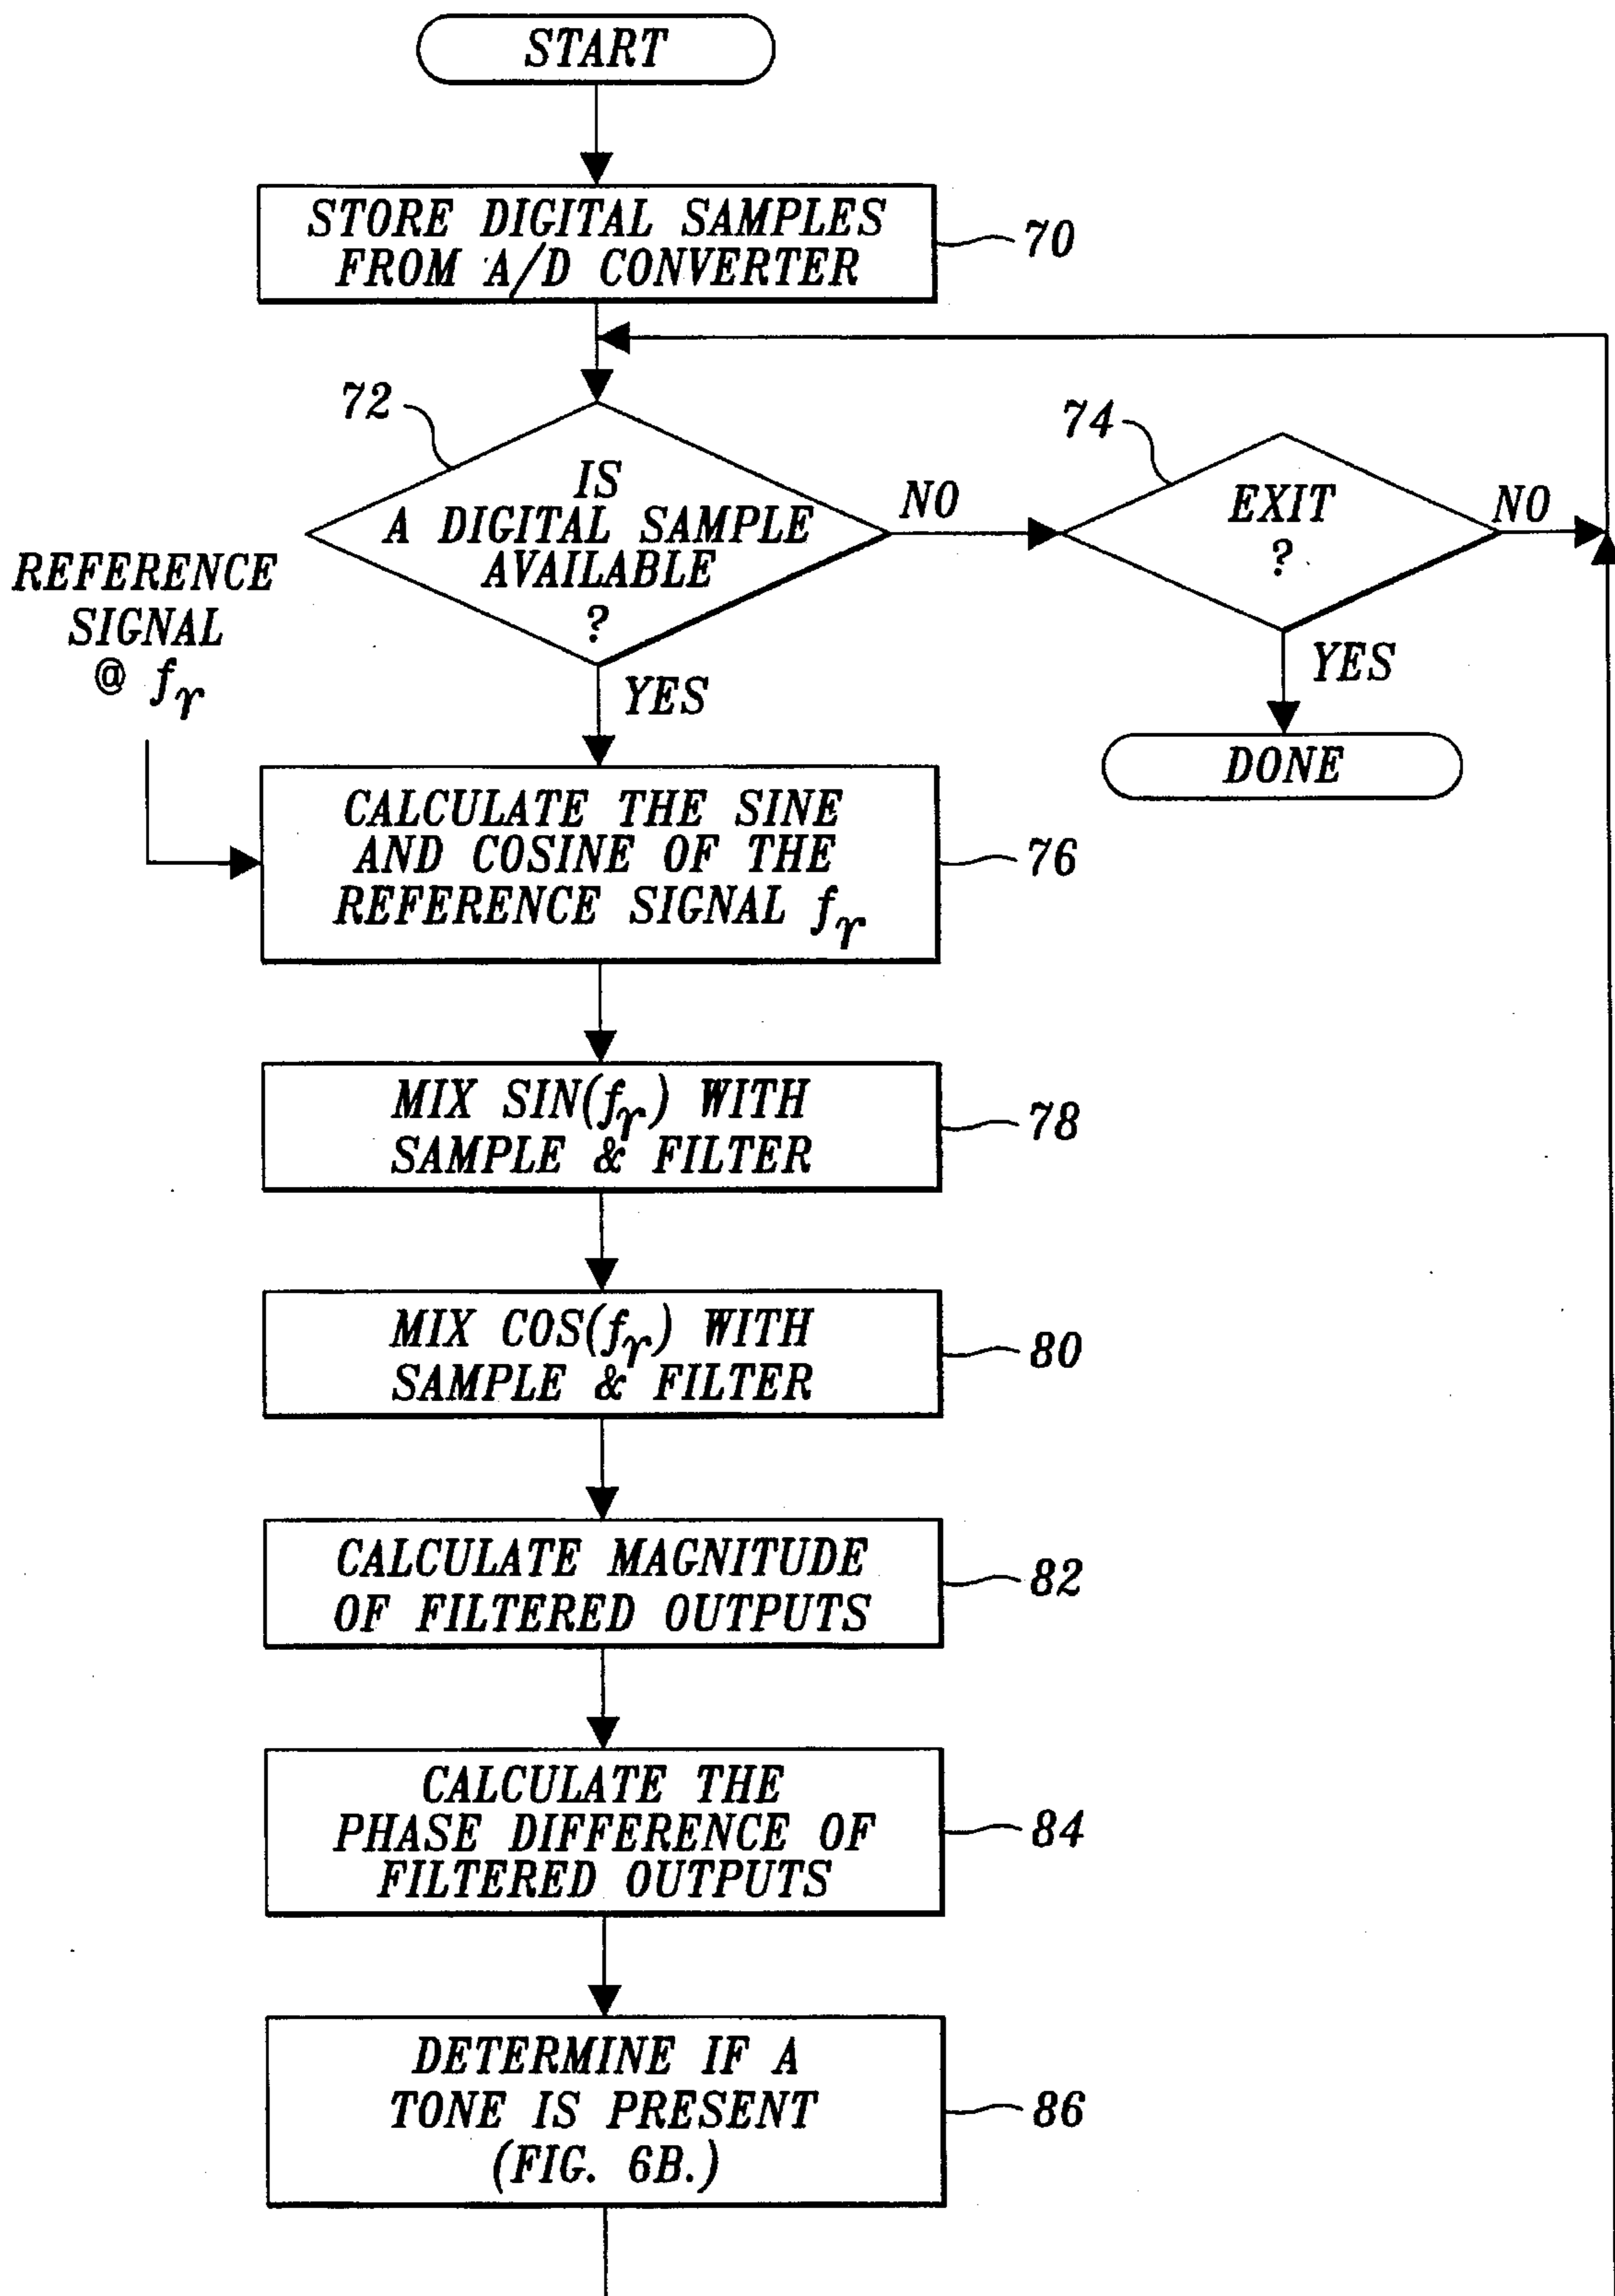 START
STORE DIGITAL SAMPLES
FROM A/D CONVERTER
70
72
IS
A DIGITAL SAMPLE
AVAILABLE
?
NO
74
EXIT
?
NO
YES
DONE
REFERENCE
SIGNAL
@ fr
YES
CALCULATE THE SINE
AND COSINE OF THE
REFERENCE SIGNAL fr
76
MIX SIN(fr) WITH
SAMPLE & FILTER
78
MIX COS(fr) WITH
SAMPLE & FILTER
80
CALCULATE MAGNITUDE
OF FILTERED OUTPUTS
82
CALCULATE THE
PHASE DIFFERENCE OF
FILTERED OUTPUTS
84
DETERMINE IF A
TONE IS PRESENT
(FIG. 6B.)
86